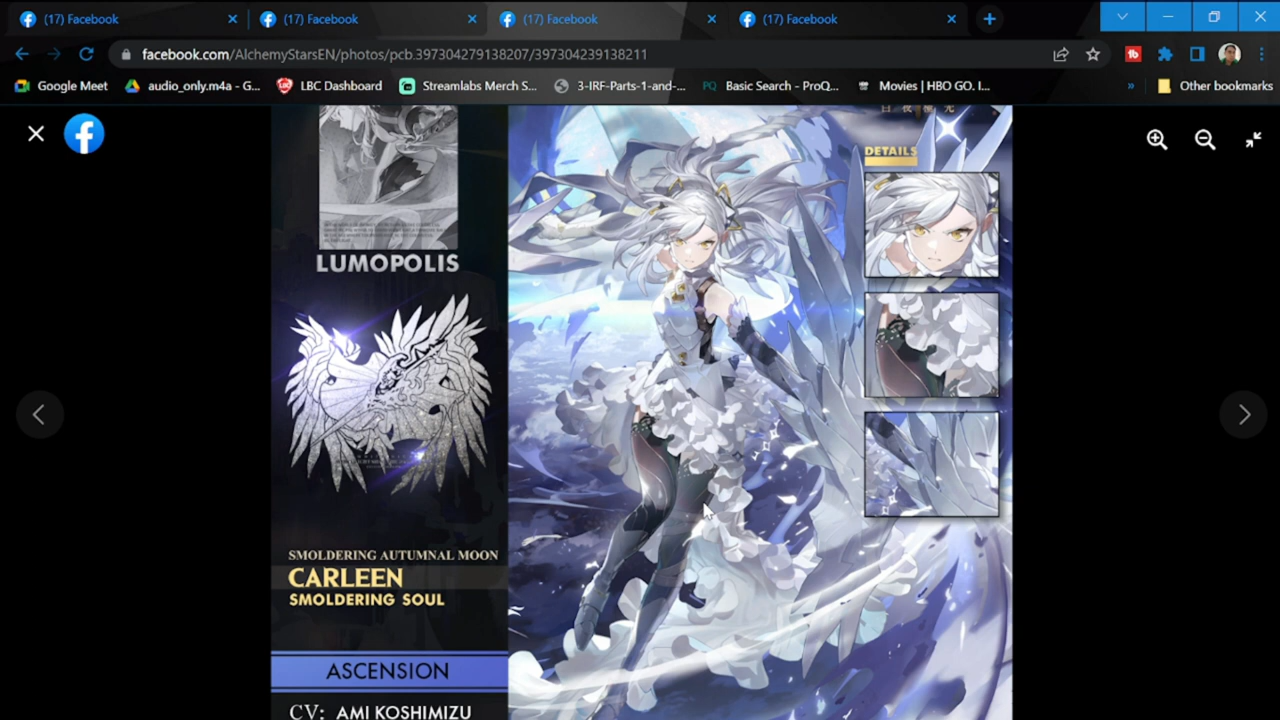 (17) Facebook
(17) Facebook
(17) Facebook
(17) Facebook
facebook.com/AlchemyStarsEN/photos/pcb.397304279138207/397304239138211
Google Meet
audio_only.m4a - G...
LBC Dashboard
Streamlabs Merch S...
3-IRF-Parts-1-and-...
PQ Basic Search - ProQ...
Movies | HBO GO. I...
»
Other bookmarks
DETAILS
LUMOPOLIS
SMOLDERING AUTUMNAL MOON
CARLEEN
SMOLDERING SOUL
ASCENSION
CV: AMI KOSHIMIZU